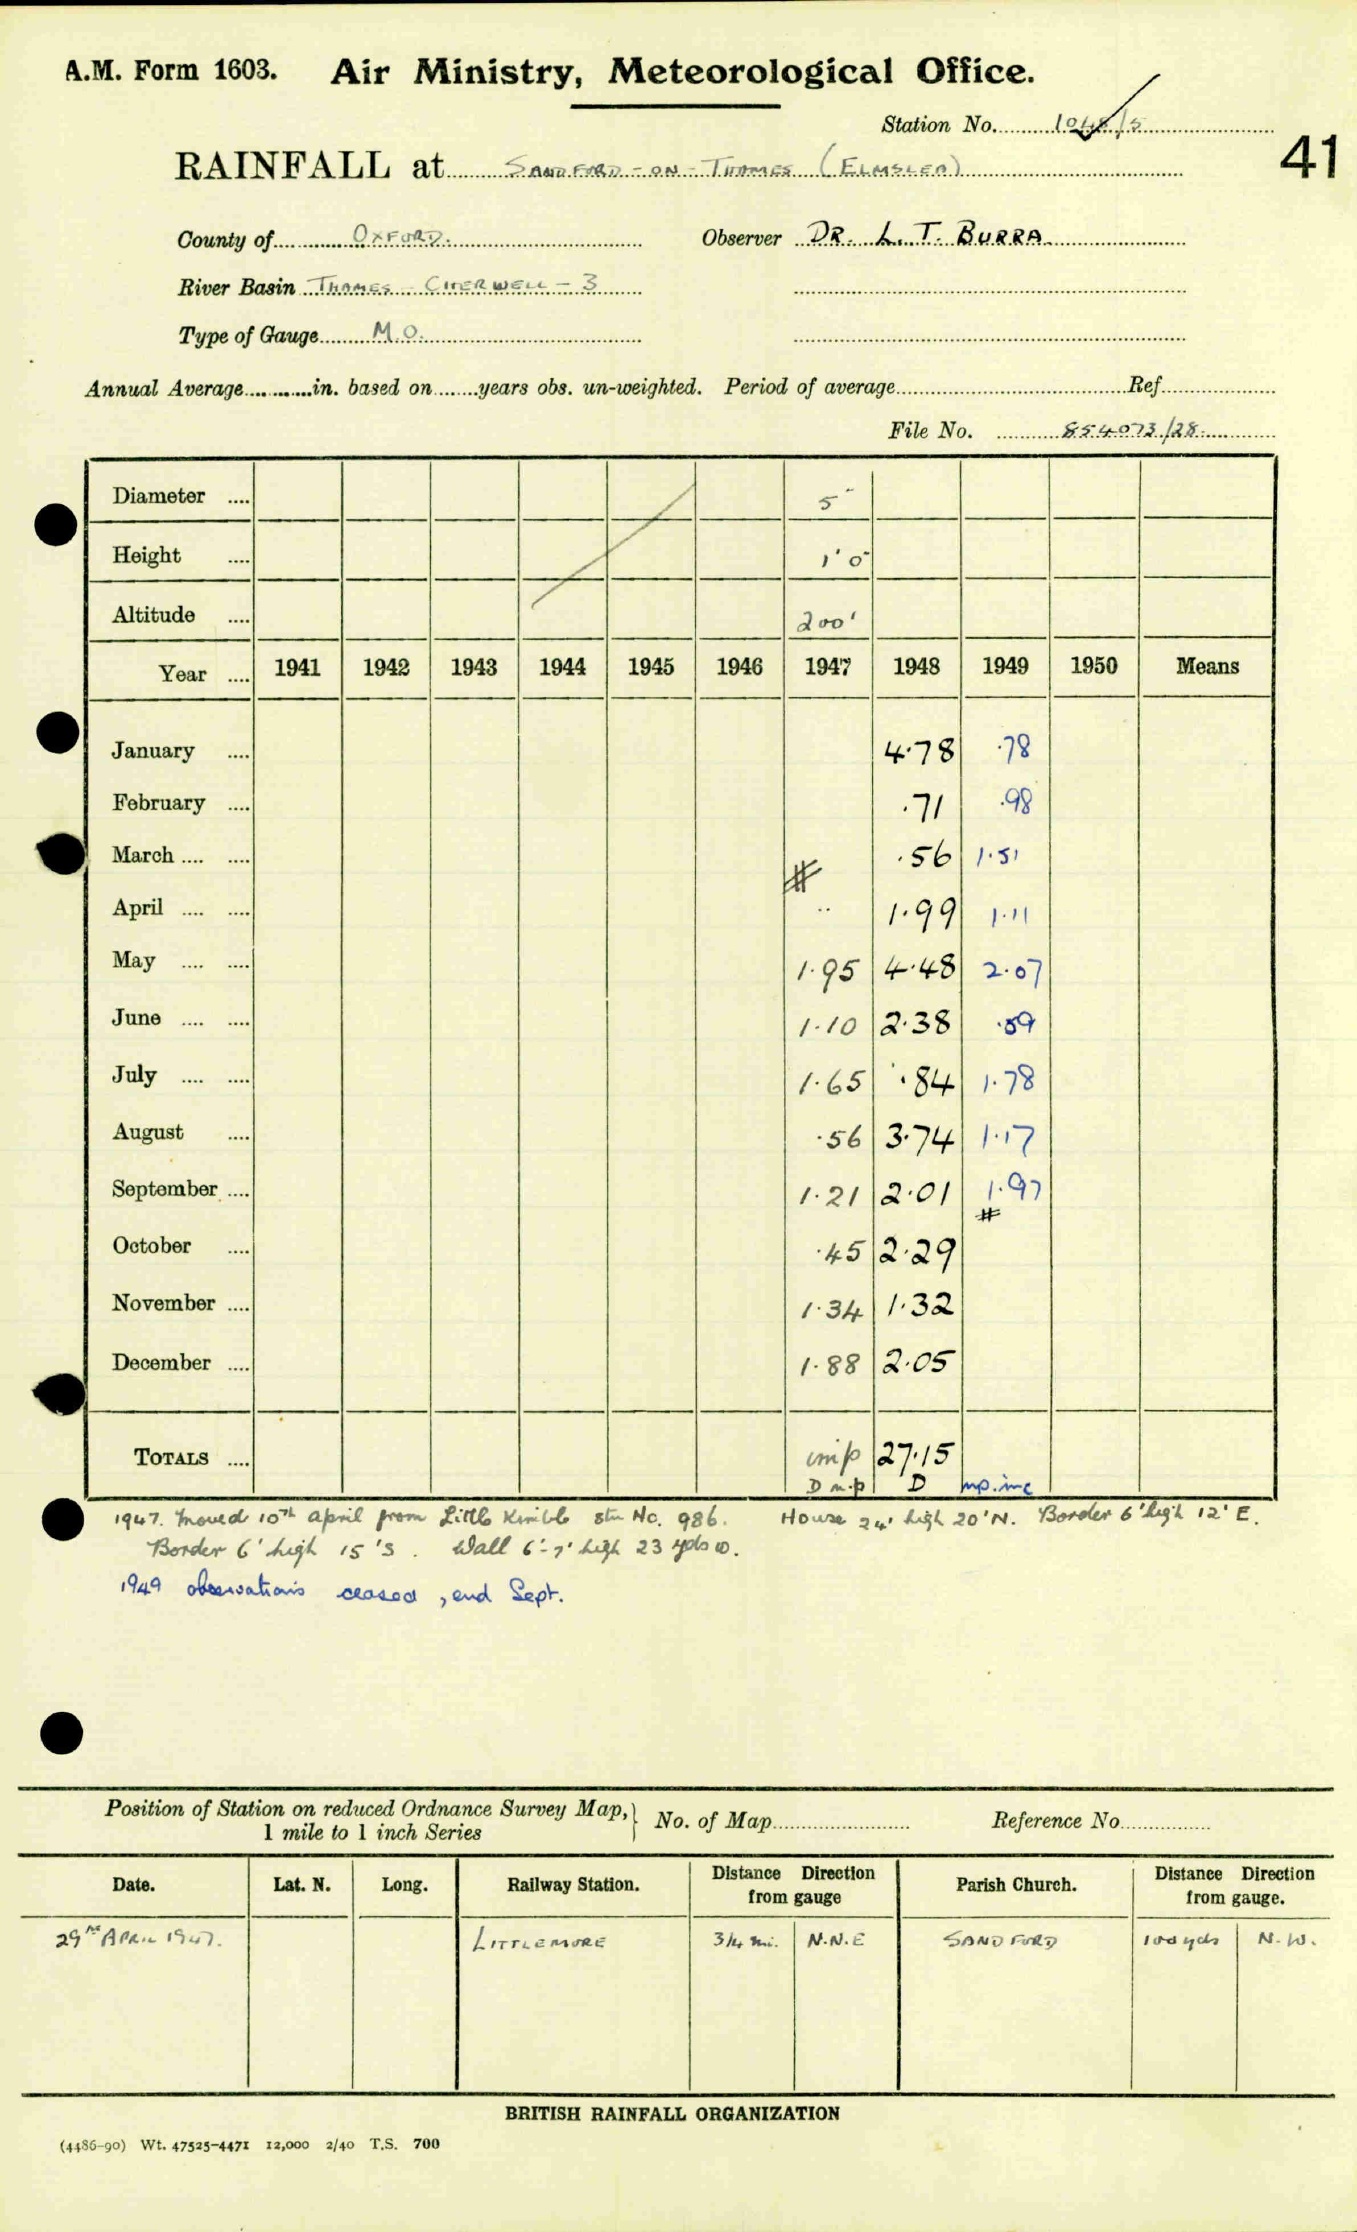 A.M. Form 1603. Air Ministry, Meteorological Office.
Station No. 1048/5
41
RAINFALL at SANDFORD-ON-THAMES (ELMSLEA)
County of OXFORD. Observer DR. L. T. BURRA
River Basin THAMES - CHERWELL - 3
Type of Gauge M.O.
Annual Average in. based on years obs. un-weighted. Period of average Ref.
File No. 854073/28.
Diameter .... 5"
Height .... 1' 0"
Altitude .... 200'
Year .... 1941 1942 1943 1944 1945 1946 1947 1948 1949 1950 Means
January .... 4.78 .78
February .... .71 .98
March .... .... .56 1.51
April .... .... .. 1.99 1.11
May .... .... 1.95 4.48 2.07
June .... .... 1.10 2.38 .59
July .... .... 1.65 .84 1.78
August .... .56 3.74 1.17
September .... 1.21 2.01 1.97
October .... .45 2.29
November .... 1.34 1.32
December .... 1.88 2.05
TOTALS .... imp 27.15
D n.p D np. inc
1947. Moved 10th April from Little Kimble Stn No. 986. House 24' high 20' N. Border 6' high 12' E.
Border 6' high 15' S. Wall 6'-7' high 23 yds W.
1949 observations ceased, end Sept.
Position of Station on reduced Ordnance Survey Map, 1 mile to 1 inch Series No. of Map Reference No.
Date. Lat. N. Long. Railway Station. Distance Direction from gauge Parish Church. Distance Direction from gauge.
29th APRIL 1947. LITTLEMORE 3/4 mi. N.N.E SANDFORD 100 yds N.W.
BRITISH RAINFALL ORGANIZATION
(4486-90) Wt. 47525-4471 12,000 2/40 T.S. 700